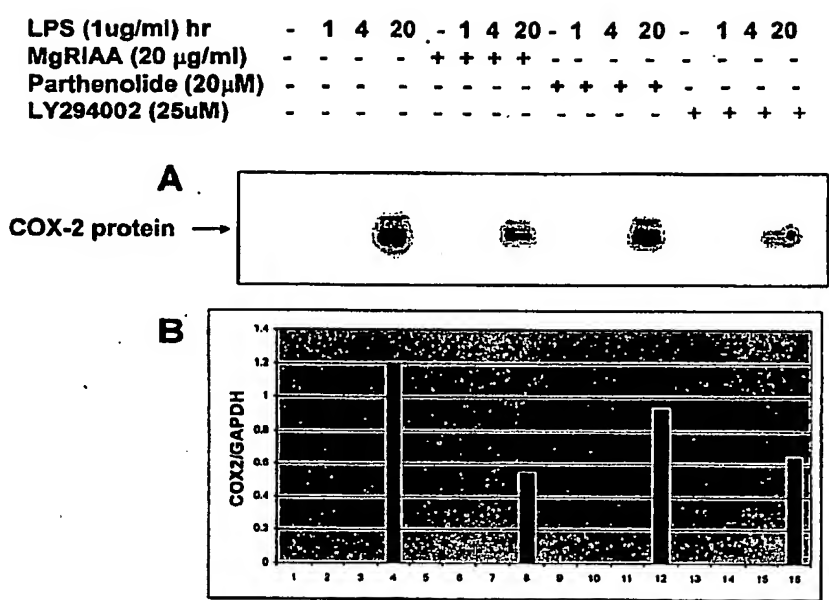 LPS (1ug/ml) hr - 1 4 20 - 1 4 20 - 1 4 20 - 1 4 20
MgRIAA (20 µg/ml) - - - - + + + + - - - - - - - -
Parthenolide (20µM) - - - - - - - - + + + + - - - -
LY294002 (25uM) - - - - - - - - - - - - + + + +
A
COX-2 protein →
B
1.4
1.2
1
0.8
0.6
0.4
0.2
0
COX2/GAPDH
1 2 3 4 5 6 7 8 9 10 11 12 13 14 15 16